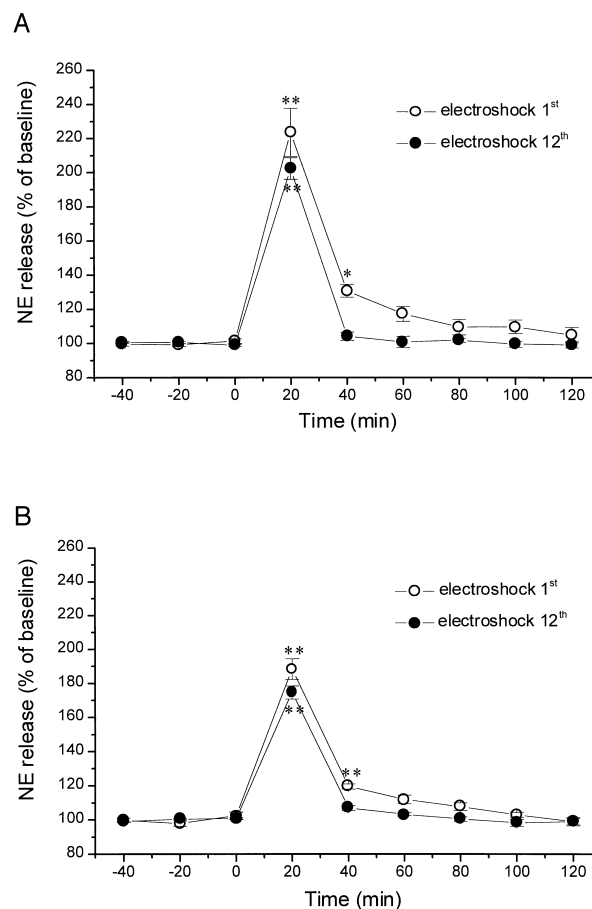 A
NE release (% of baseline)
260
240
220
200
180
160
140
120
100
80
**
**
*
electroshock 1st
electroshock 12th
-40 -20 0 20 40 60 80 100 120
Time (min)
B
NE release (% of baseline)
260
240
220
200
180
160
140
120
100
80
**
**
**
electroshock 1st
electroshock 12th
-40 -20 0 20 40 60 80 100 120
Time (min)